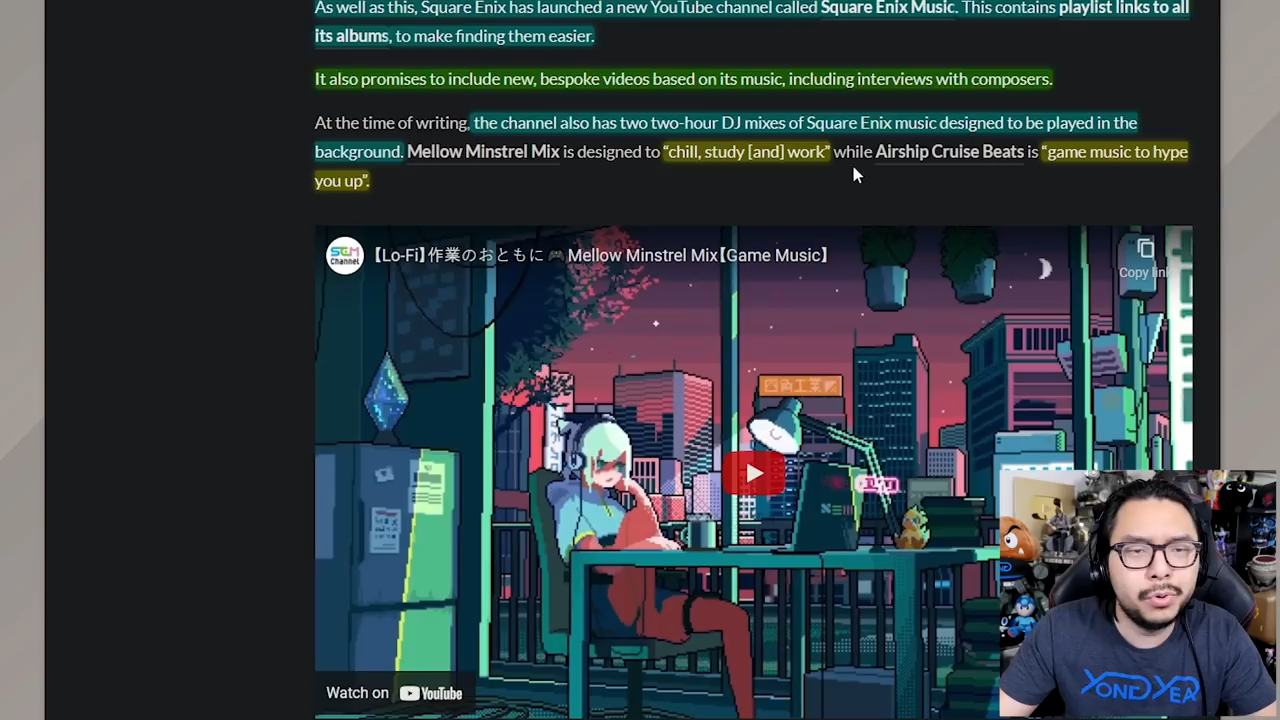 As well as this, Square Enix has launched a new YouTube channel called Square Enix Music. This contains playlist links to all
its albums, to make finding them easier.
It also promises to include new, bespoke videos based on its music, including interviews with composers.
At the time of writing, the channel also has two two-hour DJ mixes of Square Enix music designed to be played in the
background. Mellow Minstrel Mix is designed to “chill, study [and] work” while Airship Cruise Beats is “game music to hype
you up”.
Channel
【Lo-Fi】作業のおともに🎮Mellow Minstrel Mix【Game Music】
Copy link
Watch on YouTube